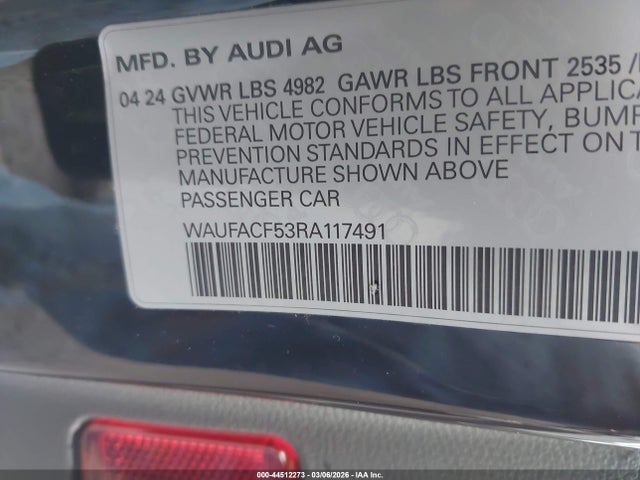 MFD. BY AUDI AG
04 24 GVWR LBS 4982 GAWR LBS FRONT 2535
THIS VEHICLE CONFORMS TO ALL
FEDERAL MOTOR VEHICLE SAFETY,
PREVENTION STANDARDS IN EFFECT ON
MANUFACTURE SHOWN ABOVE
PASSENGER CAR
WAUFACF53RA117491
000-44512273 | 03/06/2026 - IAA Inc.